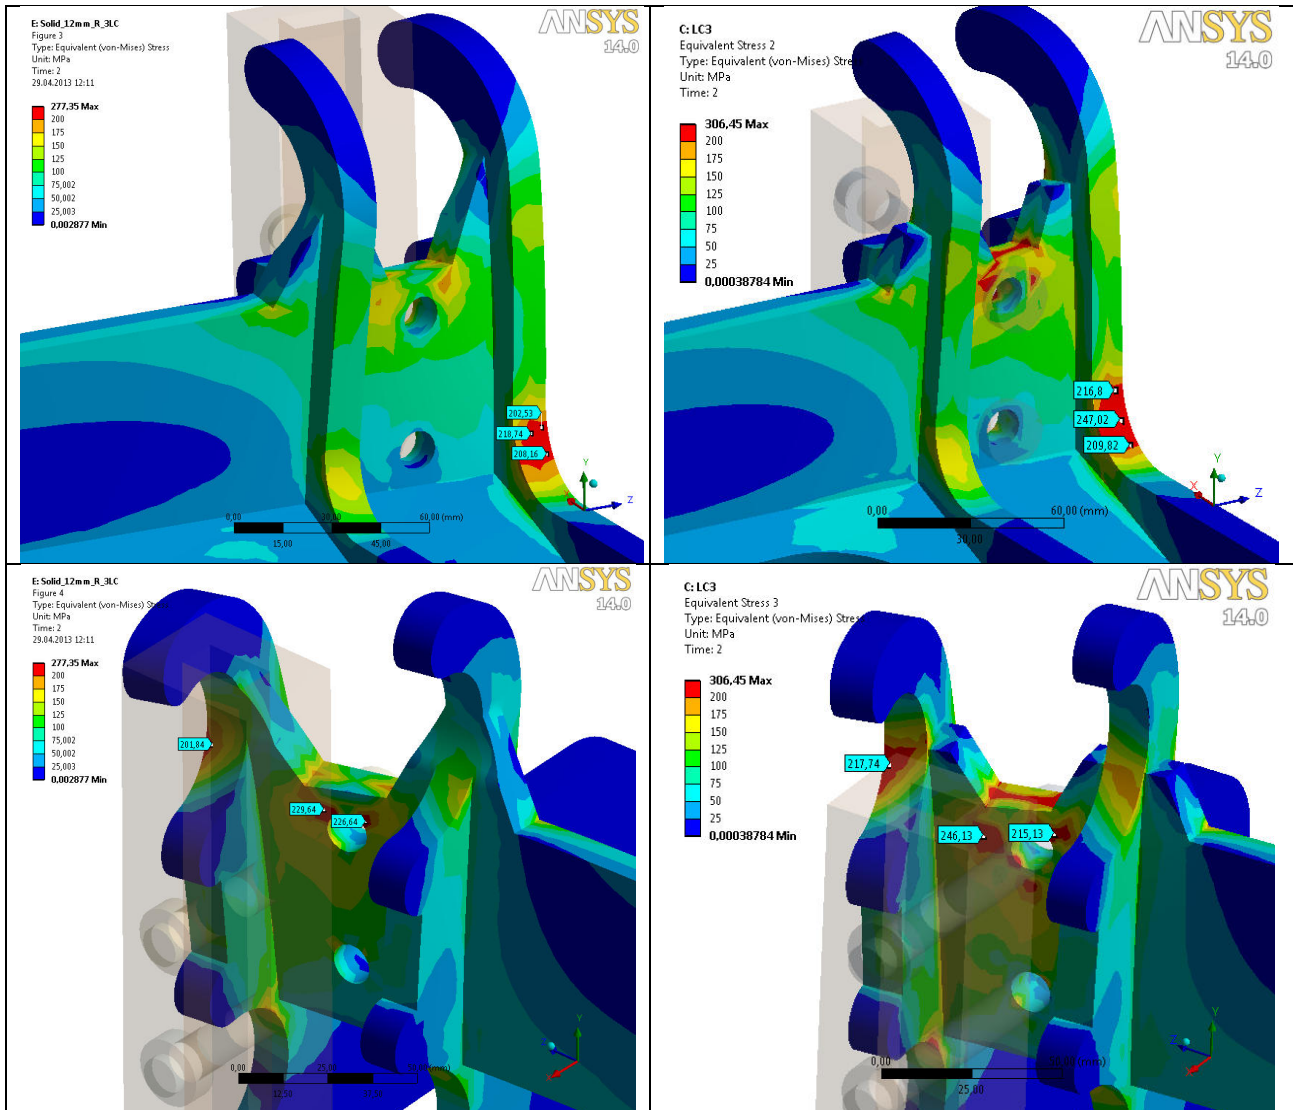 E: Solid_12mm_R_3LC
Figure 3
Type: Equivalent (von-Mises) Stress
Unit: MPa
Time: 2
29.04.2013 12:11
277,35 Max
200
175
150
125
100
75,002
50,002
25,003
0,002877 Min
ANSYS
14.0
202,53
218,74
208,16
Y
X
Z
0,00
30,00
60,00 (mm)
15,00
45,00
C: LC3
Equivalent Stress 2
Type: Equivalent (von-Mises) Stre
Unit: MPa
Time: 2
306,45 Max
200
175
150
125
100
75
50
25
0,00038784 Min
ANSYS
14.0
216,8
247,02
209,82
Y
X
Z
0,00
60,00 (mm)
30,00
E: Solid_12mm_R_3LC
Figure 4
Type: Equivalent (von-Mises) Stre
Unit: MPa
Time: 2
29.04.2013 12:11
277,35 Max
200
175
150
125
100
75,002
50,002
25,003
0,002877 Min
ANSYS
14.0
201,84
229,64
226,64
Y
Z
X
0,00
(mm)
12,50
C: LC3
Equivalent Stress 3
Type: Equivalent (von-Mises) Stre
Unit: MPa
Time: 2
306,45 Max
200
175
150
125
100
75
50
25
0,00038784 Min
ANSYS
14.0
217,74
246,13
215,13
Y
Z
X
0,00
(mm)
25,00